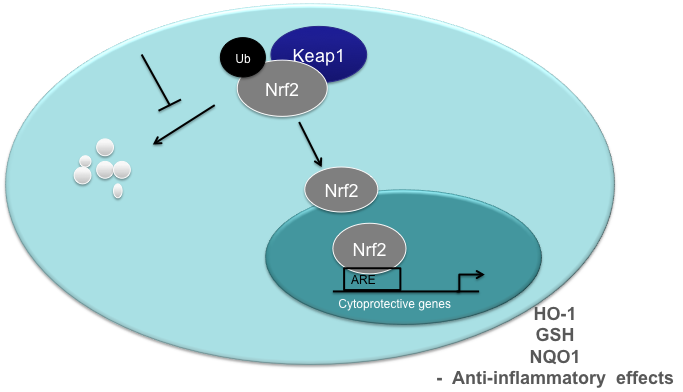 Ub
Keap1
Nrf2
Nrf2
Nrf2
ARE
Cytoprotective genes
HO-1
GSH
NQO1
- Anti-inflammatory effects